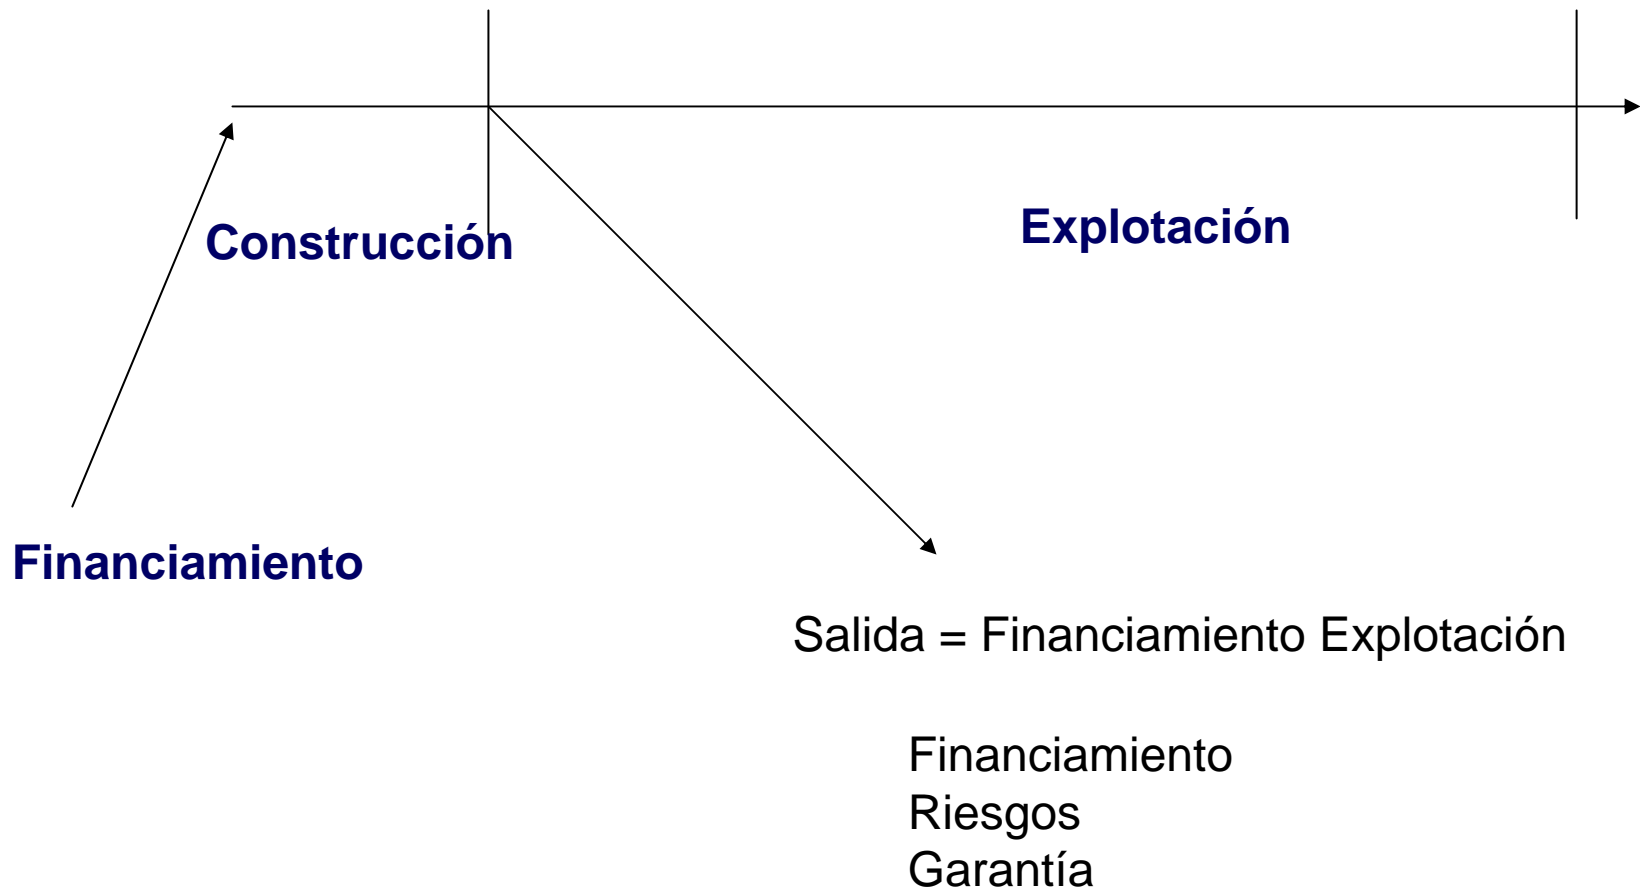 Construcción
Explotación
Financiamiento
Salida = Financiamiento Explotación
Financiamiento
Riesgos
Garantía